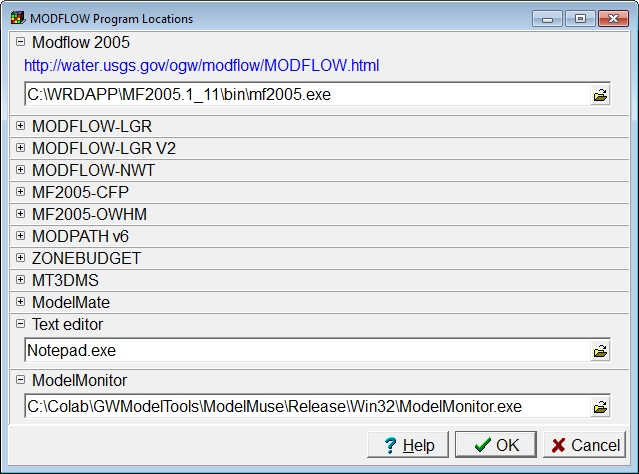 MODFLOW Program Locations
Modflow 2005
http://water.usgs.gov/ogw/modflow/MODFLOW.html
C:\WRDAPP\MF2005.1_11\bin\mf2005.exe
MODFLOW-LGR
MODFLOW-LGR V2
MODFLOW-NWT
MF2005-CFP
MF2005-OWHM
MODPATH v6
ZONEBUDGET
MT3DMS
ModelMate
Text editor
Notepad.exe
ModelMonitor
C:\Colab\GWModelTools\ModelMuse\Release\Win32\ModelMonitor.exe
Help OK Cancel